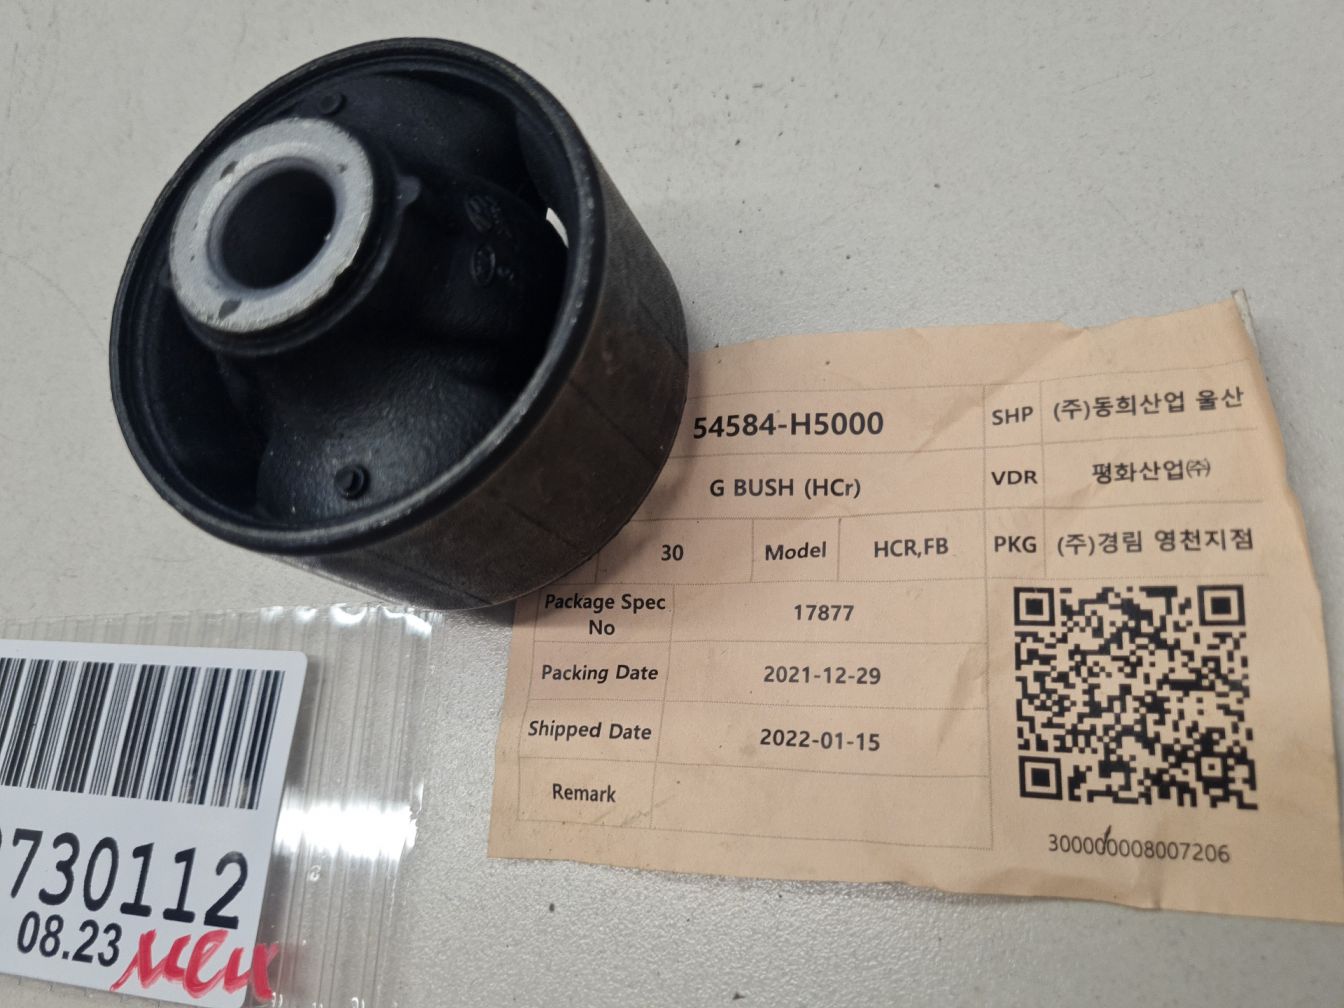 54584-H5000
SHP
(주)동희산업 울산
G BUSH (HCr)
VDR
평화산업㈜
30
Model
HCR,FB
PKG
(주)경림 영천지점
Package Spec
No
17877
Packing Date
2021-12-29
Shipped Date
2022-01-15
Remark
300000008007206
730112
08.23